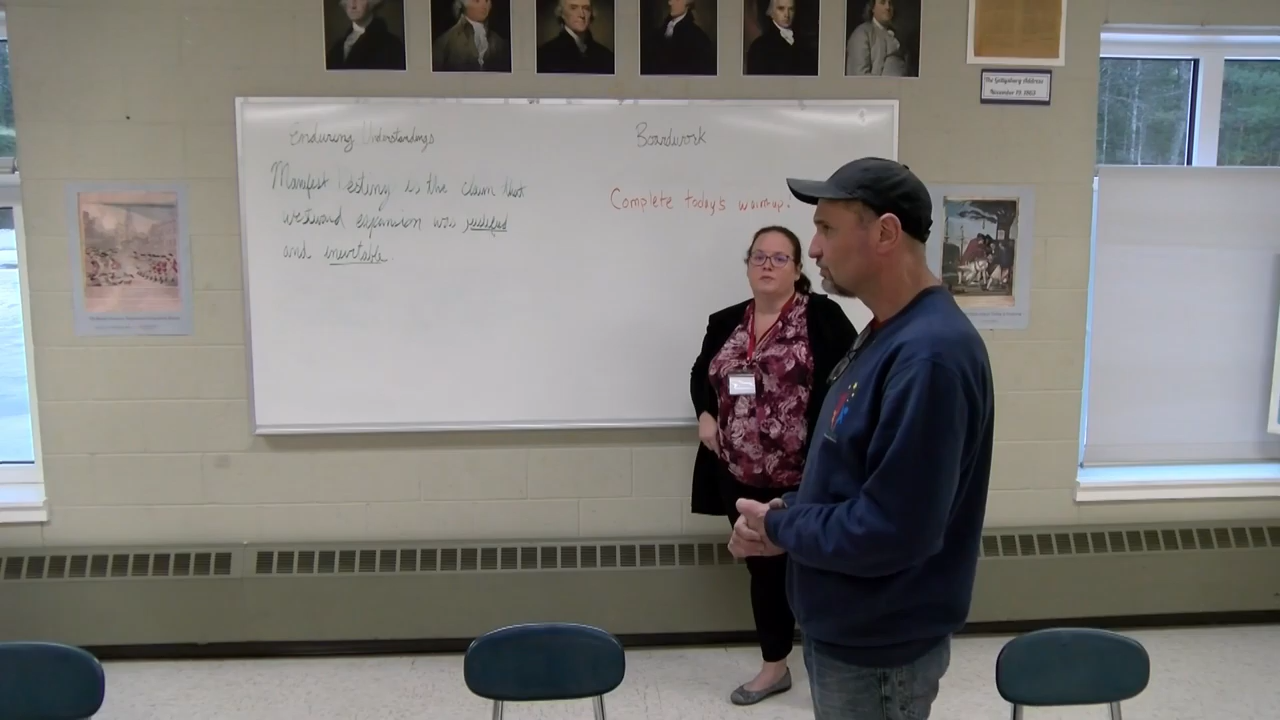 The Gettysburg Address
November 19, 1863
Enduring Understandings
Boardwork
Manifest Destiny is the claim that
westward expansion was justified
and inevitable.
Complete today's warmup!